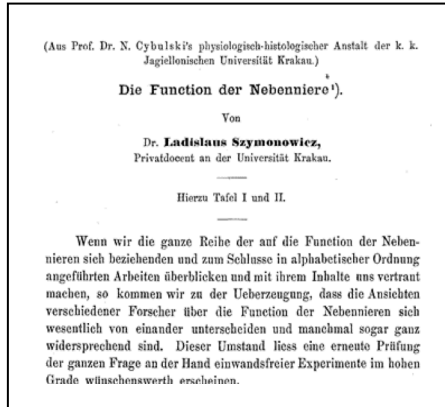 (Aus Prof. Dr. N. Cybulski's physiologisch-histologischer Anstalt der k. k.
Jagiellonischen Universität Krakau.)
Die Function der Nebenniere¹).
Von
Dr. Ladislaus Szymonowicz,
Privatdocent an der Universität Krakau.
Hierzu Tafel I und II.
Wenn wir die ganze Reihe der auf die Function der Neben-
nieren sich beziehenden und zum Schlusse in alphabetischer Ordnung
angeführten Arbeiten überblicken und mit ihrem Inhalte uns vertraut
machen, so kommen wir zu der Ueberzeugung, dass die Ansichten
verschiedener Forscher über die Function der Nebennieren sich
wesentlich von einander unterscheiden und manchmal sogar ganz
widersprechend sind. Dieser Umstand liess eine erneute Prüfung
der ganzen Frage an der Hand einwandsfreier Experimente im hohen
Grade wünschenswerth erscheinen.